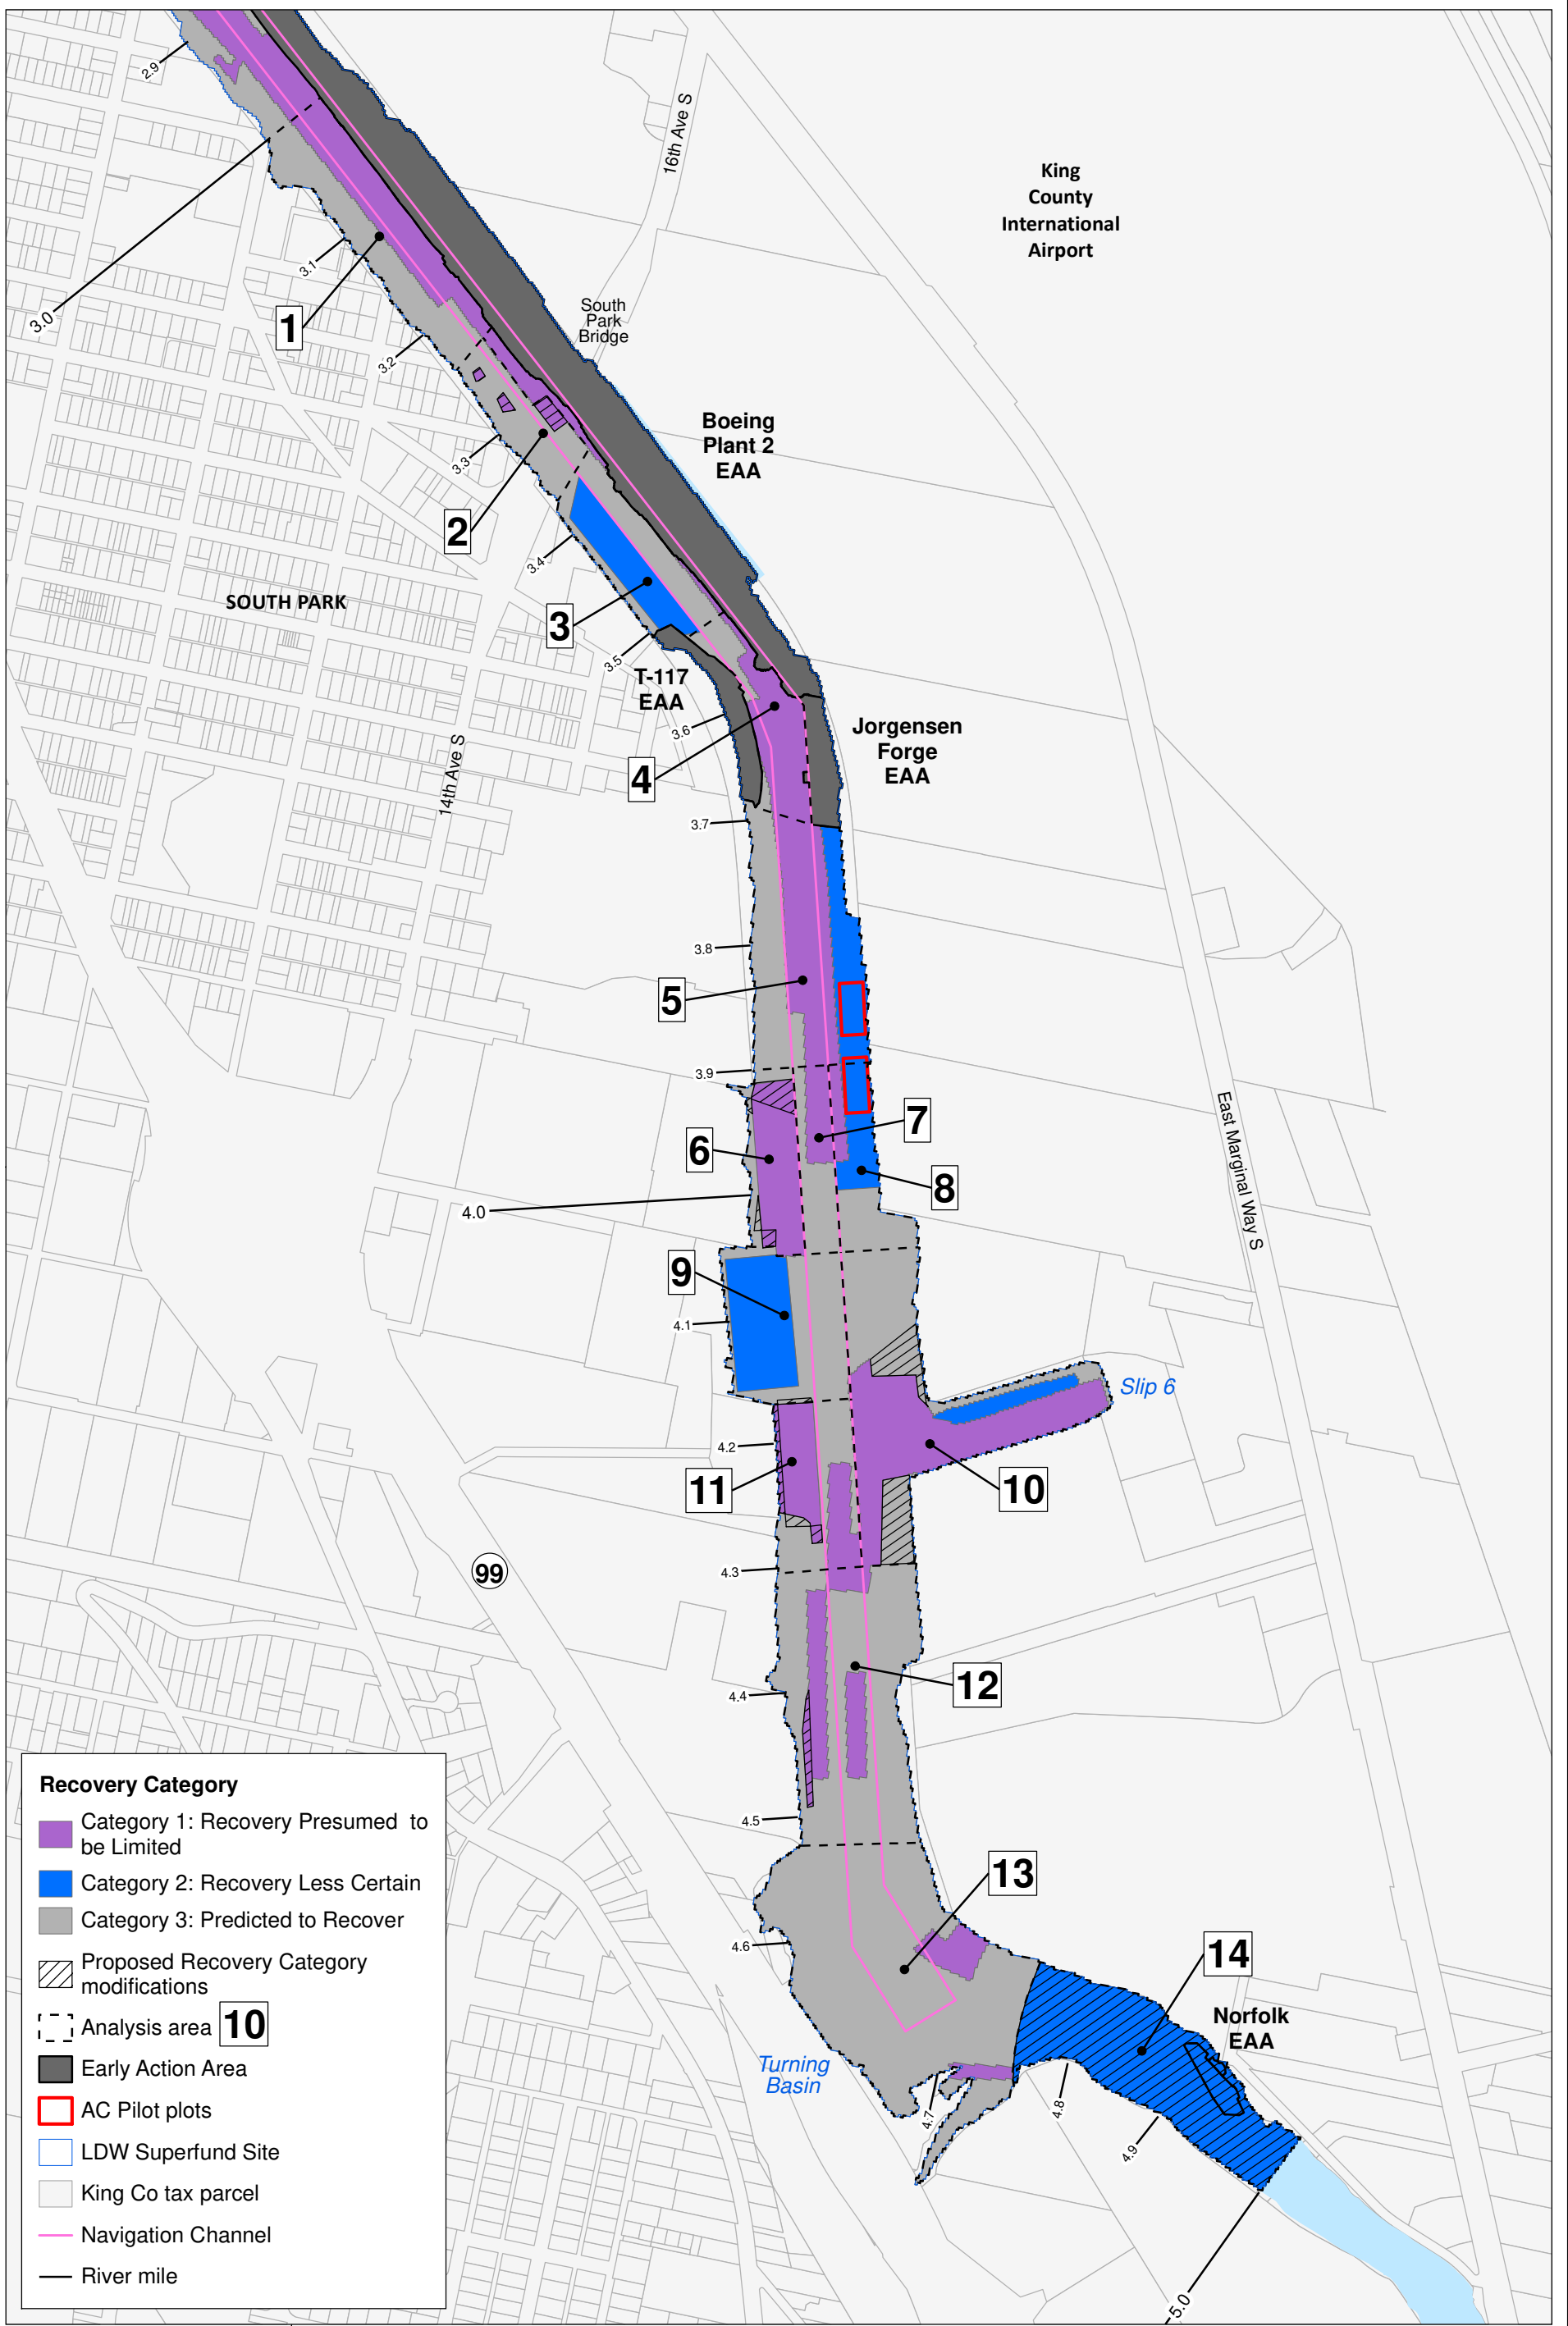 2.9
16th Ave S
King
County
International
Airport
3.0
3.1
1
South
Park
Bridge
3.2
Boeing
Plant 2
EAA
3.3
2
3.4
SOUTH PARK
3
3.5
T-117
EAA
3.6
Jorgensen
Forge
EAA
4
14th Ave S
3.7
3.8
5
3.9
7
6
8
4.0
East Marginal Way S
9
4.1
Slip 6
4.2
11
10
99
4.3
12
4.4
4.5
13
4.6
14
Norfolk
EAA
Turning
Basin
4.7
4.8
4.9
5.0
Recovery Category
Category 1: Recovery Presumed to
be Limited
Category 2: Recovery Less Certain
Category 3: Predicted to Recover
Proposed Recovery Category
modifications
Analysis area 10
Early Action Area
AC Pilot plots
LDW Superfund Site
King Co tax parcel
Navigation Channel
River mile